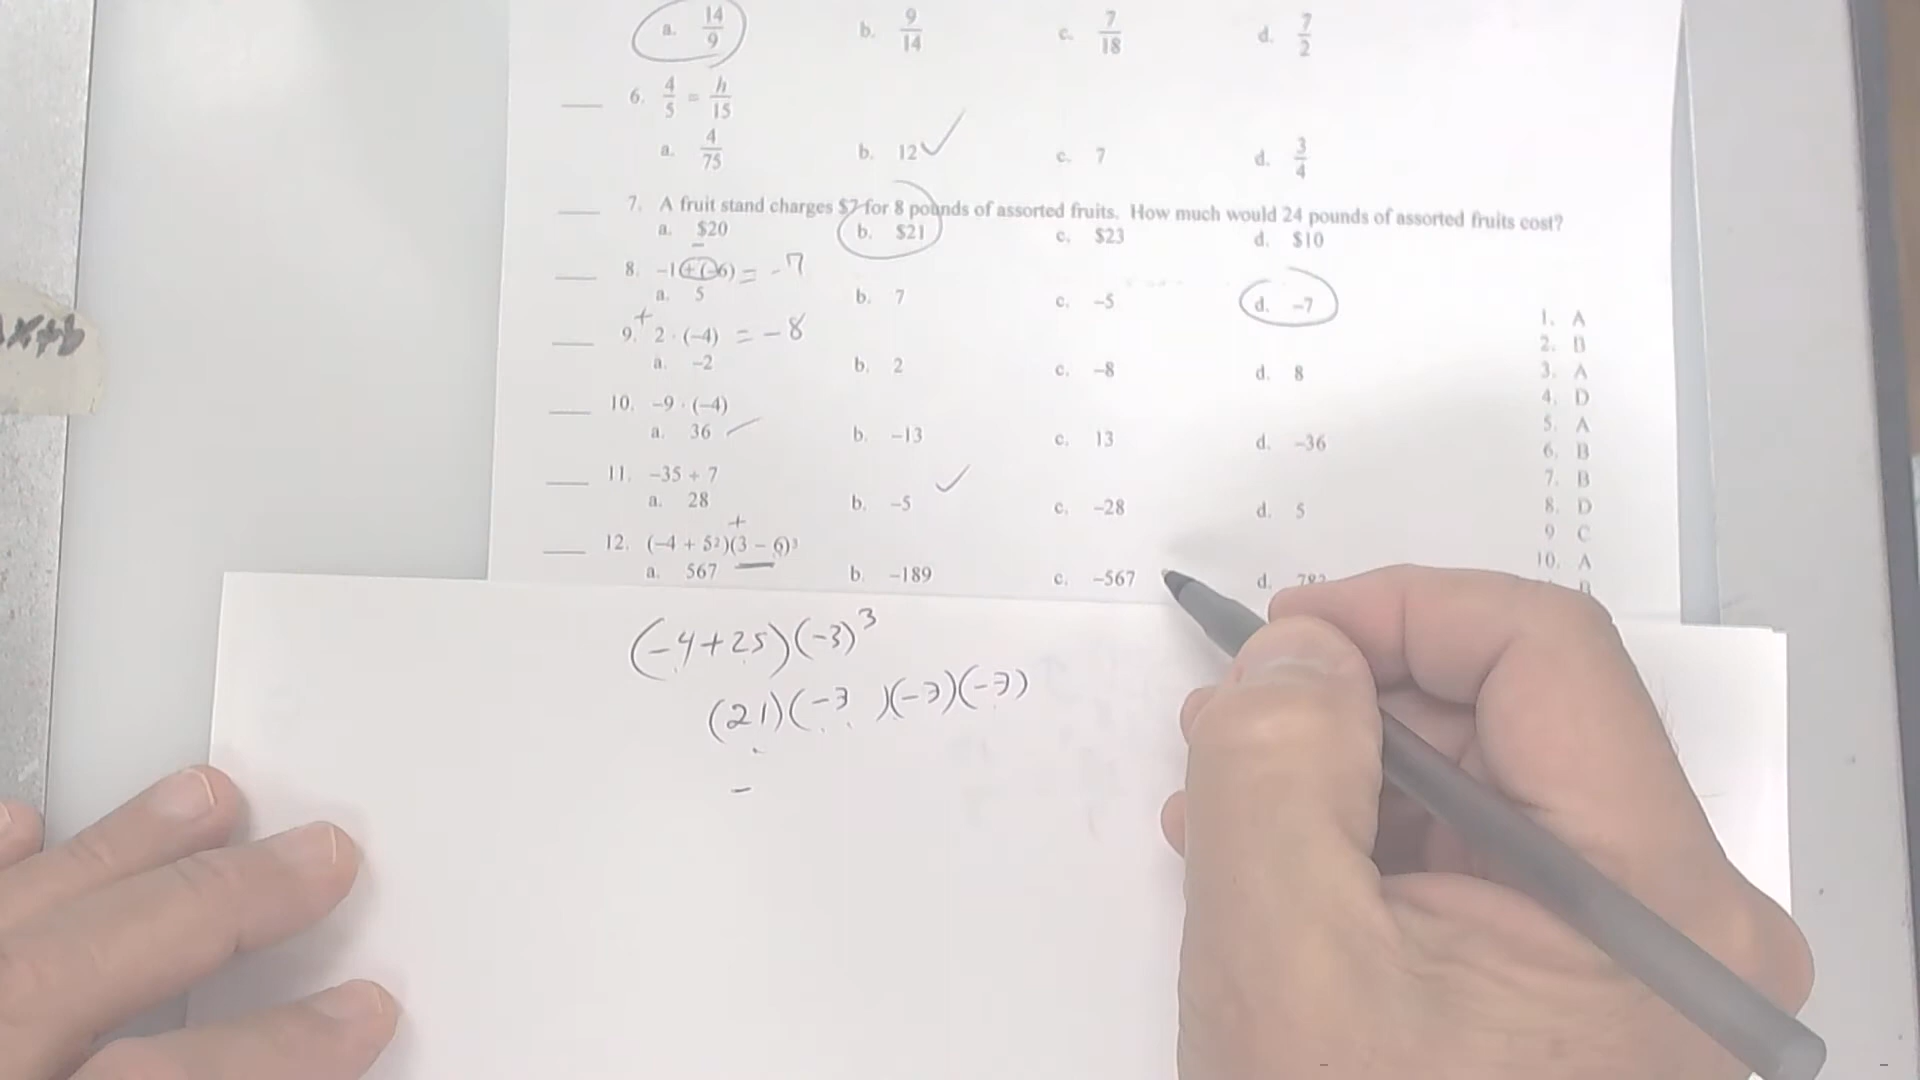 a. 14/9 b. 9/14 c. 7/18 d. 7/2
6. 4/5 = h/15
a. 4/75 b. 12 ✓ c. 7 d. 3/4
7. A fruit stand charges $7 for 8 pounds of assorted fruits. How much would 24 pounds of assorted fruits cost?
a. $20 b. $21 c. $23 d. $10
8. -1 + (-6) = -7
a. 5 b. 7 c. -5 d. -7
+
9. 2 · (-4) = -8
a. -2 b. 2 c. -8 d. 8
10. -9 · (-4)
a. 36 b. -13 c. 13 d. -36
11. -35 ÷ 7
a. 28 b. -5 ✓ c. -28 d. 5
+
12. (-4 + 5²)(3 - 6)³
a. 567 b. -189 c. -567 d. 782
1. A
2. B
3. A
4. D
5. A
6. B
7. B
8. D
9 C
10. A
B
(-4+25)(-3)³
(21)(-3 )(-3)(-3)
-
x+b